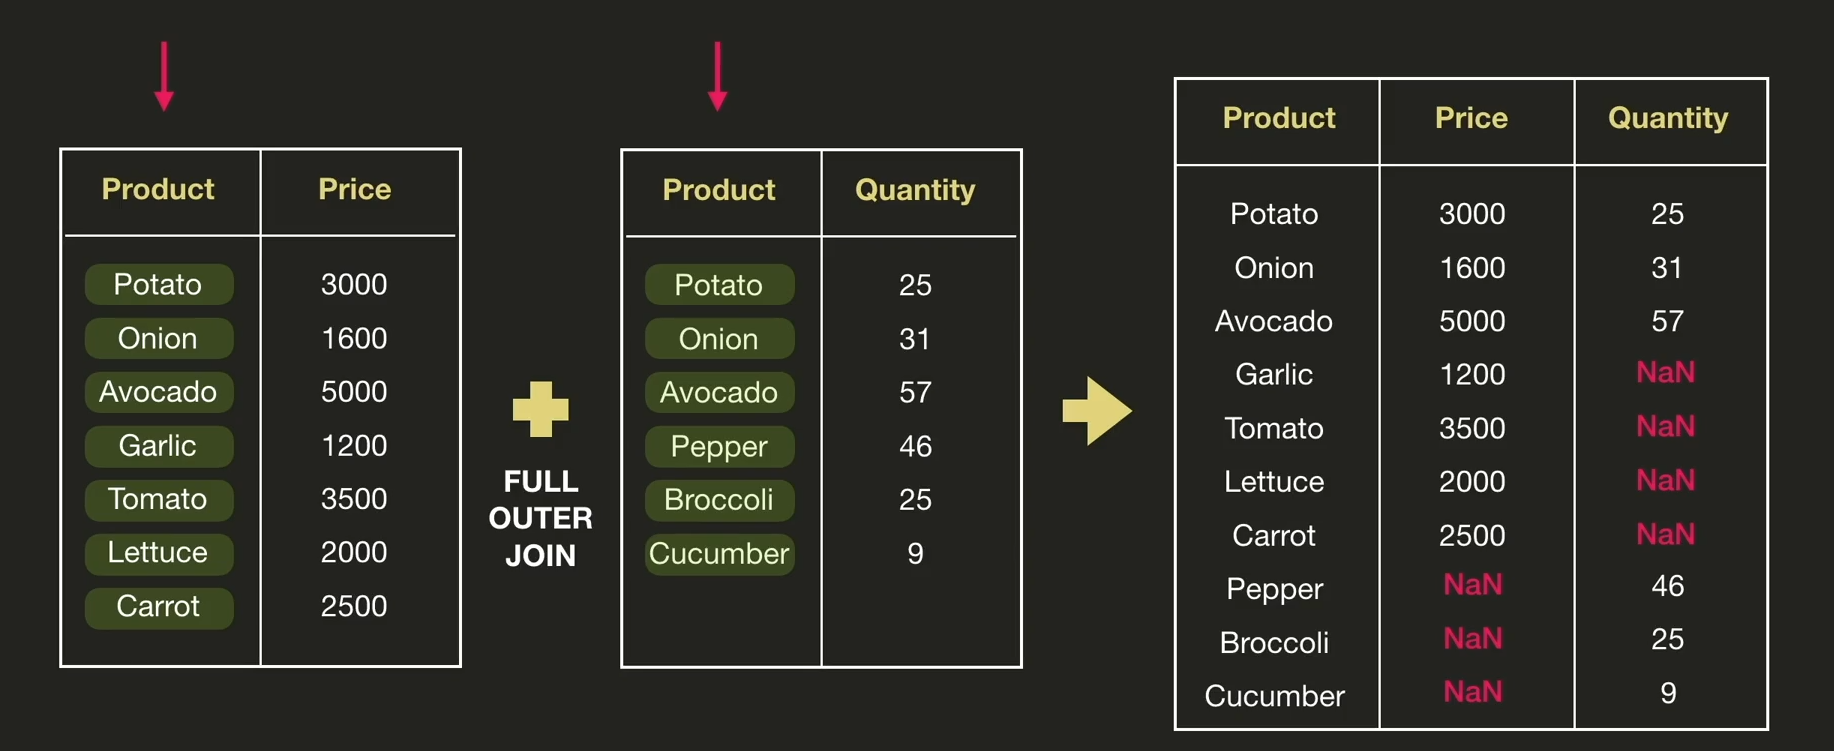 Product Price
Potato 3000
Onion 1600
Avocado 5000
Garlic 1200
Tomato 3500
Lettuce 2000
Carrot 2500
FULL
OUTER
JOIN
Product Quantity
Potato 25
Onion 31
Avocado 57
Pepper 46
Broccoli 25
Cucumber 9
Product Price Quantity
Potato 3000 25
Onion 1600 31
Avocado 5000 57
Garlic 1200 NaN
Tomato 3500 NaN
Lettuce 2000 NaN
Carrot 2500 NaN
Pepper NaN 46
Broccoli NaN 25
Cucumber NaN 9